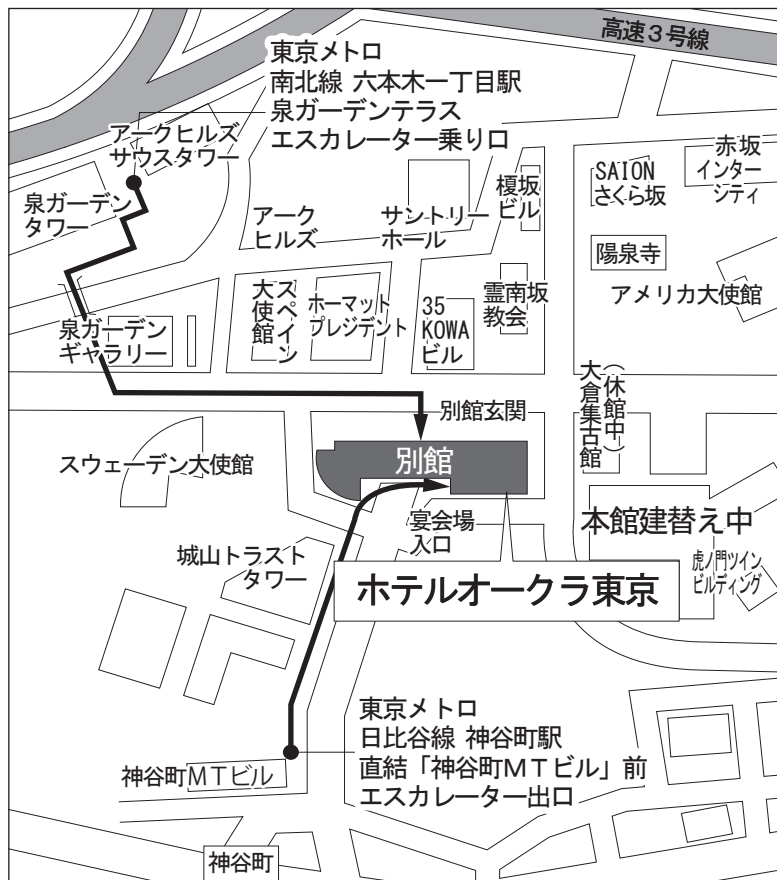 高速3号線
東京メトロ
南北線 六本木一丁目駅
泉ガーデンテラス
エスカレーター乗り口
アークヒルズ
サウスタワー
泉ガーデン
タワー
アーク
ヒルズ
サントリー
ホール
榎坂
ビル
SAION
さくら坂
赤坂
インター
シティ
陽泉寺
アメリカ大使館
泉ガーデン
ギャラリー
スペイン
大使館
ホーマット
プレジデント
35
KOWA
ビル
霊南坂
教会
(休館中)
大倉集古館
別館玄関
別館
スウェーデン大使館
宴会場
入口
本館建替え中
虎ノ門ツイン
ビルディング
城山トラスト
タワー
ホテルオークラ東京
東京メトロ
日比谷線 神谷町駅
直結「神谷町MTビル」前
エスカレーター出口
神谷町MTビル
神谷町